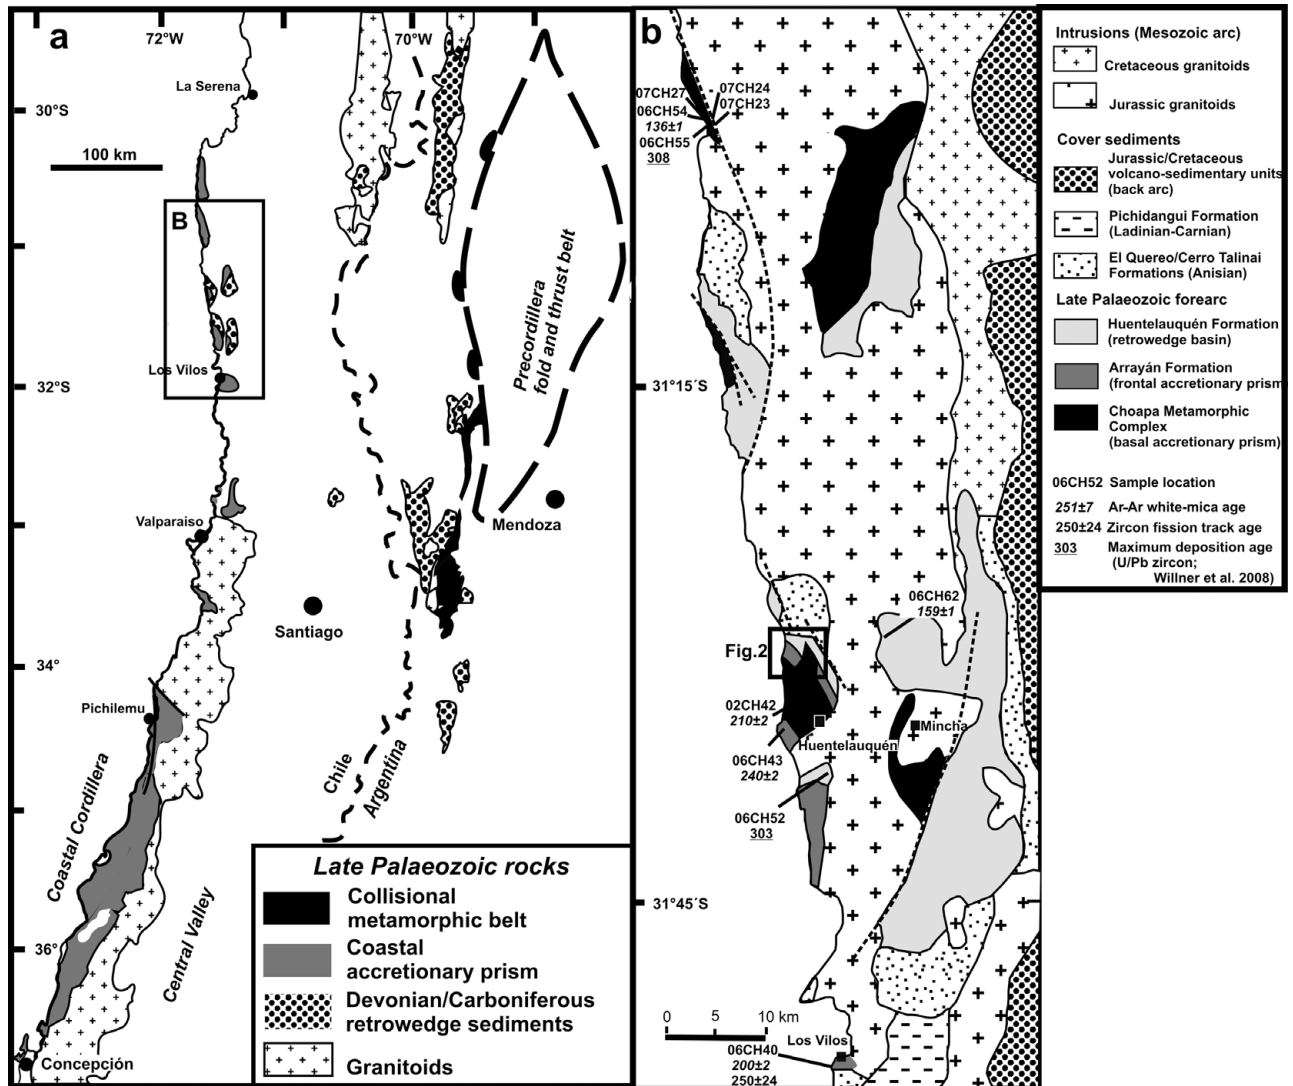 a
72°W
70°W
La Serena
30°S
100 km
B
Los Vilos
32°S
Precordillera
fold and thrust belt
Mendoza
Valparaiso
Santiago
34°
Pichilemu
Chile
Argentina
Coastal Cordillera
Central Valley
36°
Concepción
Late Palaeozoic rocks
Collisional
metamorphic belt
Coastal
accretionary prism
Devonian/Carboniferous
retrowedge sediments
Granitoids
b
07CH27
07CH24
06CH54
07CH23
136±1
06CH55
308
31°15´S
06CH62
159±1
Fig.2
02CH42
210±2
Mincha
Huentelauquén
06CH43
240±2
06CH52
303
31°45´S
0 5 10 km
Los Vilos
06CH40
200±2
250±24
Intrusions (Mesozoic arc)
Cretaceous granitoids
Jurassic granitoids
Cover sediments
Jurassic/Cretaceous
volcano-sedimentary units
(back arc)
Pichidangui Formation
(Ladinian-Carnian)
El Quereo/Cerro Talinai
Formations (Anisian)
Late Palaeozoic forearc
Huentelauquén Formation
(retrowedge basin)
Arrayán Formation
(frontal accretionary prism
Choapa Metamorphic
Complex
(basal accretionary prism)
06CH52 Sample location
251±7 Ar-Ar white-mica age
250±24 Zircon fission track age
303 Maximum deposition age
(U/Pb zircon;
Willner et al. 2008)